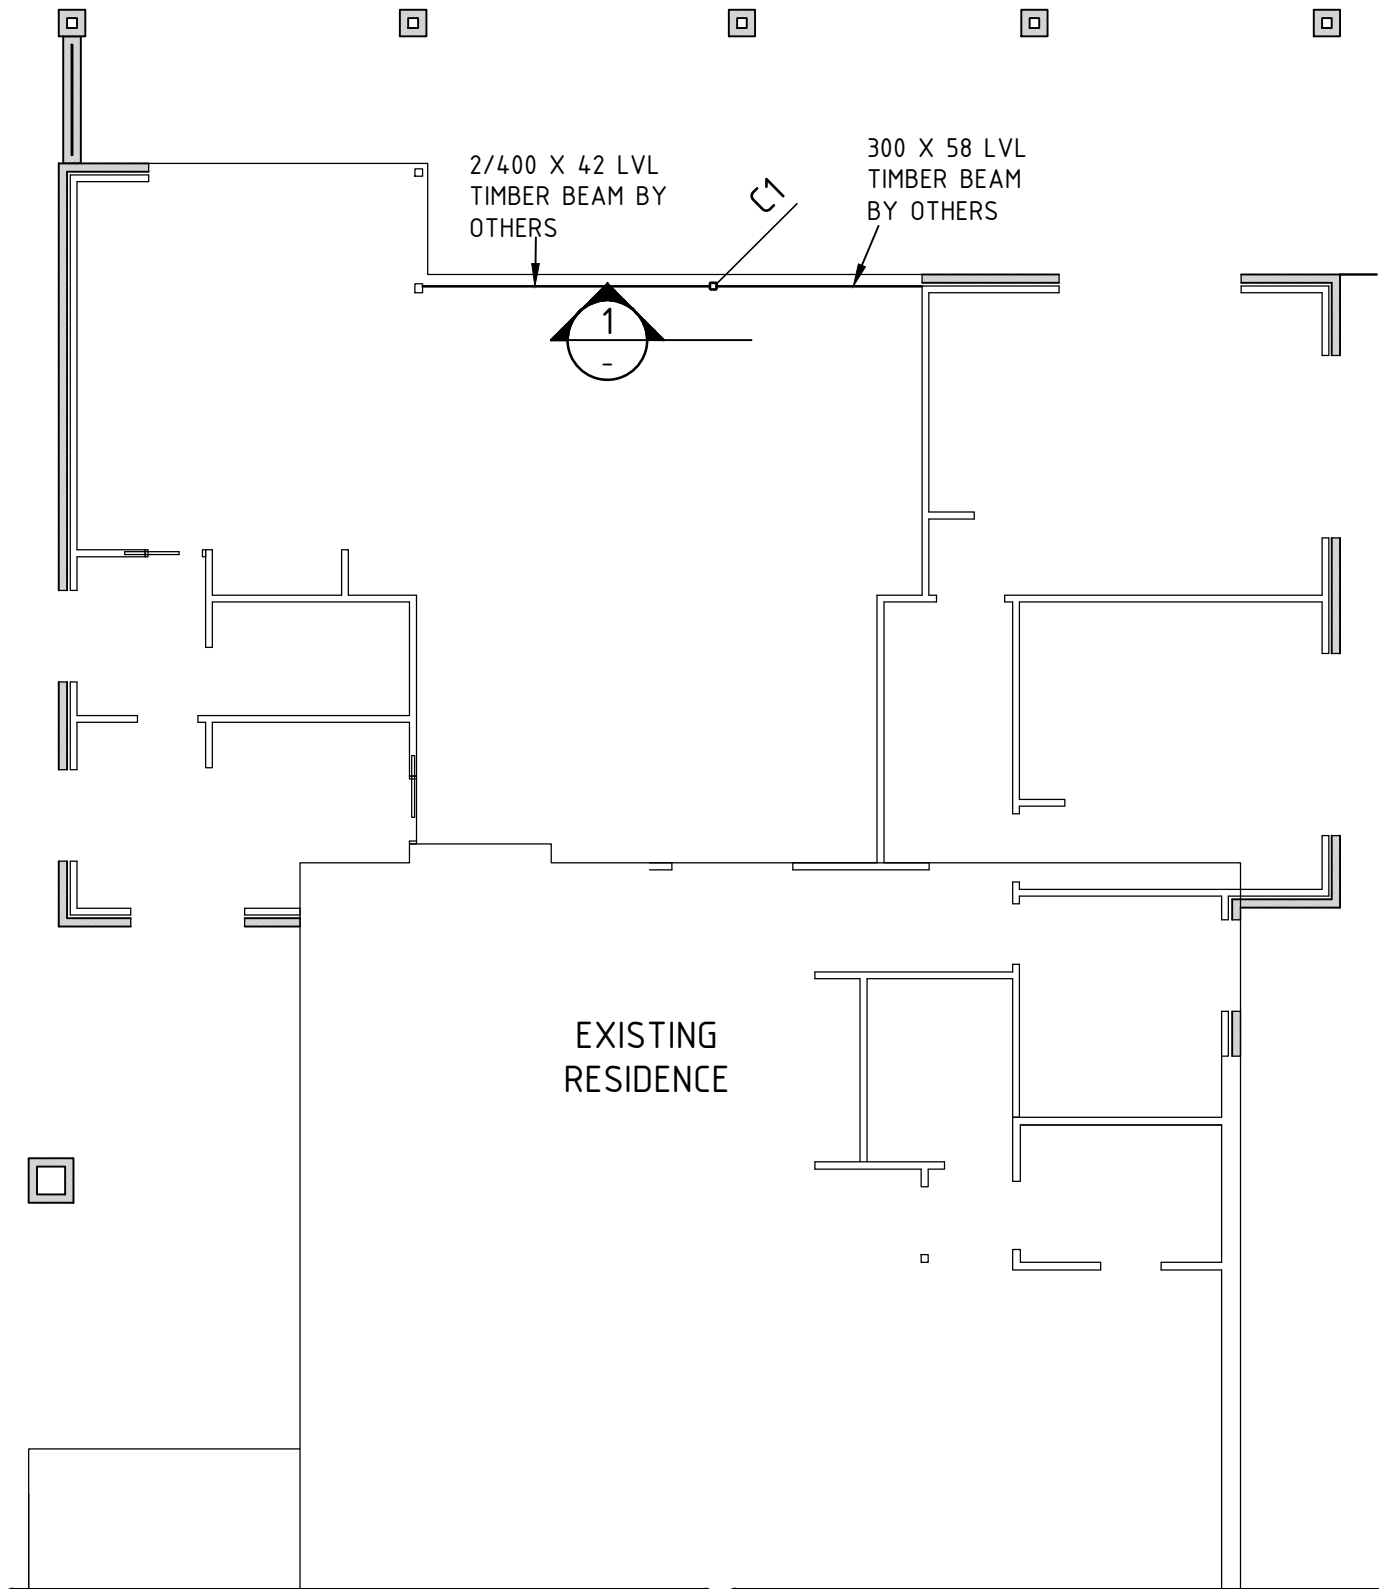 2/400 X 42 LVL
TIMBER BEAM BY
OTHERS
C1
300 X 58 LVL
TIMBER BEAM
BY OTHERS
1
-
EXISTING
RESIDENCE